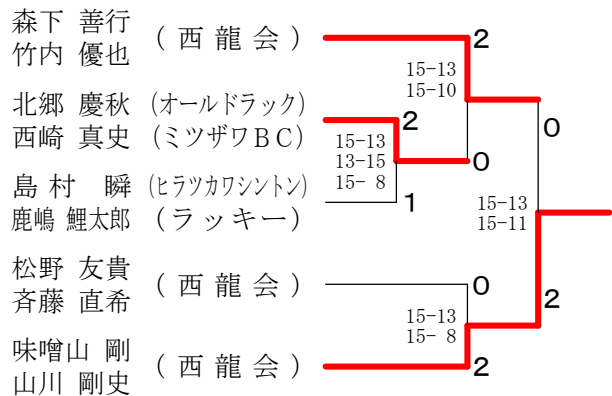 森下 善行
竹内 優也
(西龍会)
2
15-13
15-10
0
北郷 慶秋 (オールドラック)
西崎 真史 (ミツザワBC)
2
15-13
13-15
15- 8
0
島村 瞬 (ヒラツカワシントン)
鹿嶋 鯉太郎 (ラッキー)
1
15-13
15-11
松野 友貴
斉藤 直希
(西龍会)
0
15-13
15- 8
2
味噌山 剛
山川 剛史
(西龍会)
2